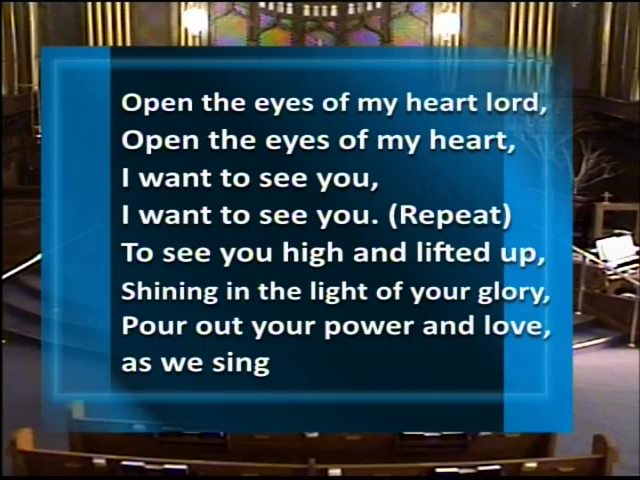 Open the eyes of my heart lord,
Open the eyes of my heart,
I want to see you,
I want to see you. (Repeat)
To see you high and lifted up,
Shining in the light of your glory,
Pour out your power and love,
as we sing